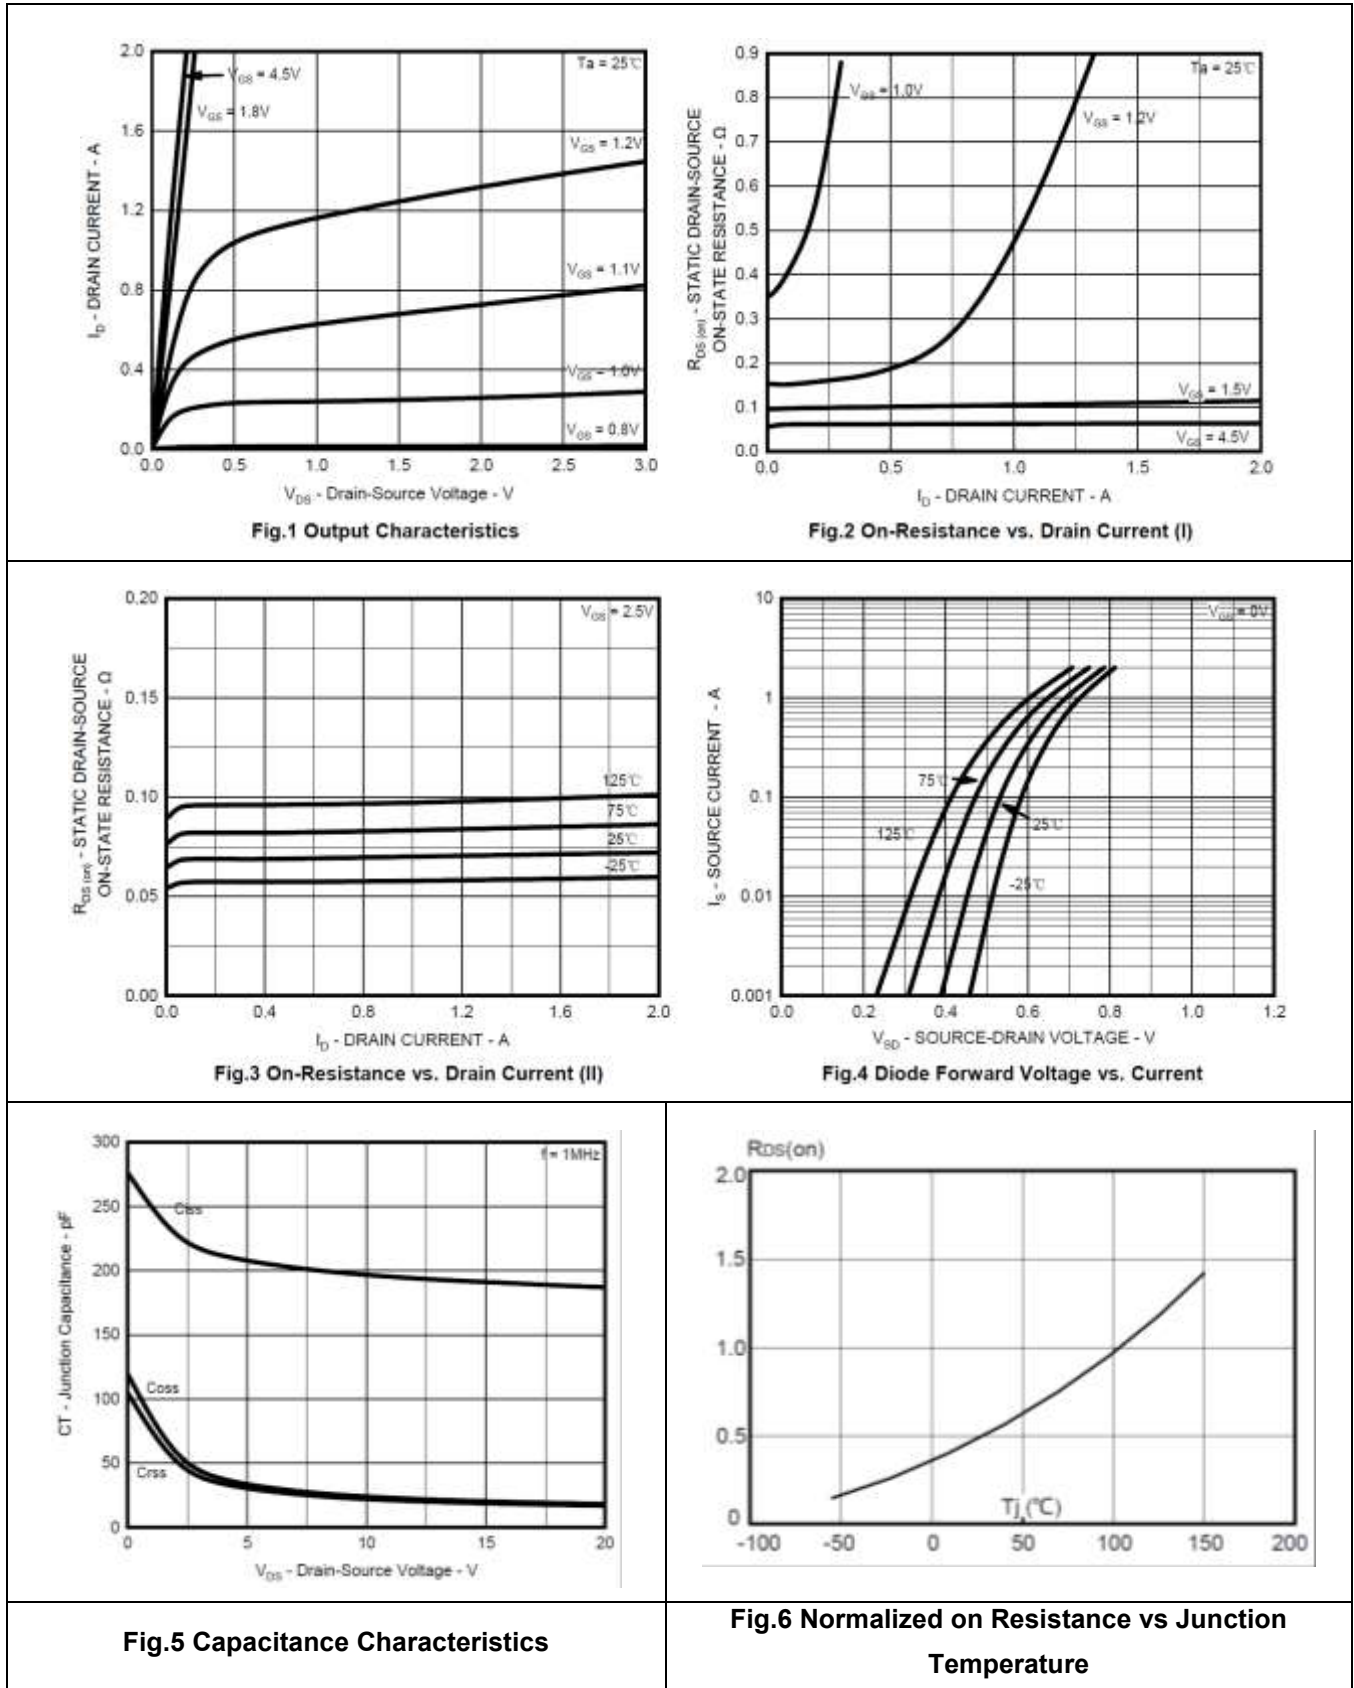 2.0
1.6
1.2
0.8
0.4
0.0
0.0 0.5 1.0 1.5 2.0 2.5 3.0
Ta = 25℃
VGS = 4.5V
VGS = 1.8V
VGS = 1.2V
VGS = 1.1V
VGS = 1.0V
VGS = 0.8V
ID - DRAIN CURRENT - A
VDS - Drain-Source Voltage - V
Fig.1 Output Characteristics
0.9
0.8
0.7
0.6
0.5
0.4
0.3
0.2
0.1
0.0
0.0 0.5 1.0 1.5 2.0
Ta = 25℃
VGS = 1.0V
VGS = 1.2V
VGS = 1.5V
VGS = 4.5V
RDS (on) - STATIC DRAIN-SOURCE
ON-STATE RESISTANCE - Ω
ID - DRAIN CURRENT - A
Fig.2 On-Resistance vs. Drain Current (I)
0.20
0.15
0.10
0.05
0.00
0.0 0.4 0.8 1.2 1.6 2.0
VGS = 2.5V
125℃
75℃
25℃
-25℃
RDS (on) - STATIC DRAIN-SOURCE
ON-STATE RESISTANCE - Ω
ID - DRAIN CURRENT - A
Fig.3 On-Resistance vs. Drain Current (II)
10
1
0.1
0.01
0.001
0.0 0.2 0.4 0.6 0.8 1.0 1.2
VGS = 0V
75℃
125℃
25℃
-25℃
IS - SOURCE CURRENT - A
VSD - SOURCE-DRAIN VOLTAGE - V
Fig.4 Diode Forward Voltage vs. Current
300
250
200
150
100
50
0
0 5 10 15 20
f = 1MHz
Ciss
Coss
Crss
CT - Junction Capacitance - pF
VDS - Drain-Source Voltage - V
RDS(on)
2.0
1.5
1.0
0.5
0
Tj,(℃)
-100 -50 0 50 100 150 200
Fig.5 Capacitance Characteristics
Fig.6 Normalized on Resistance vs Junction
Temperature